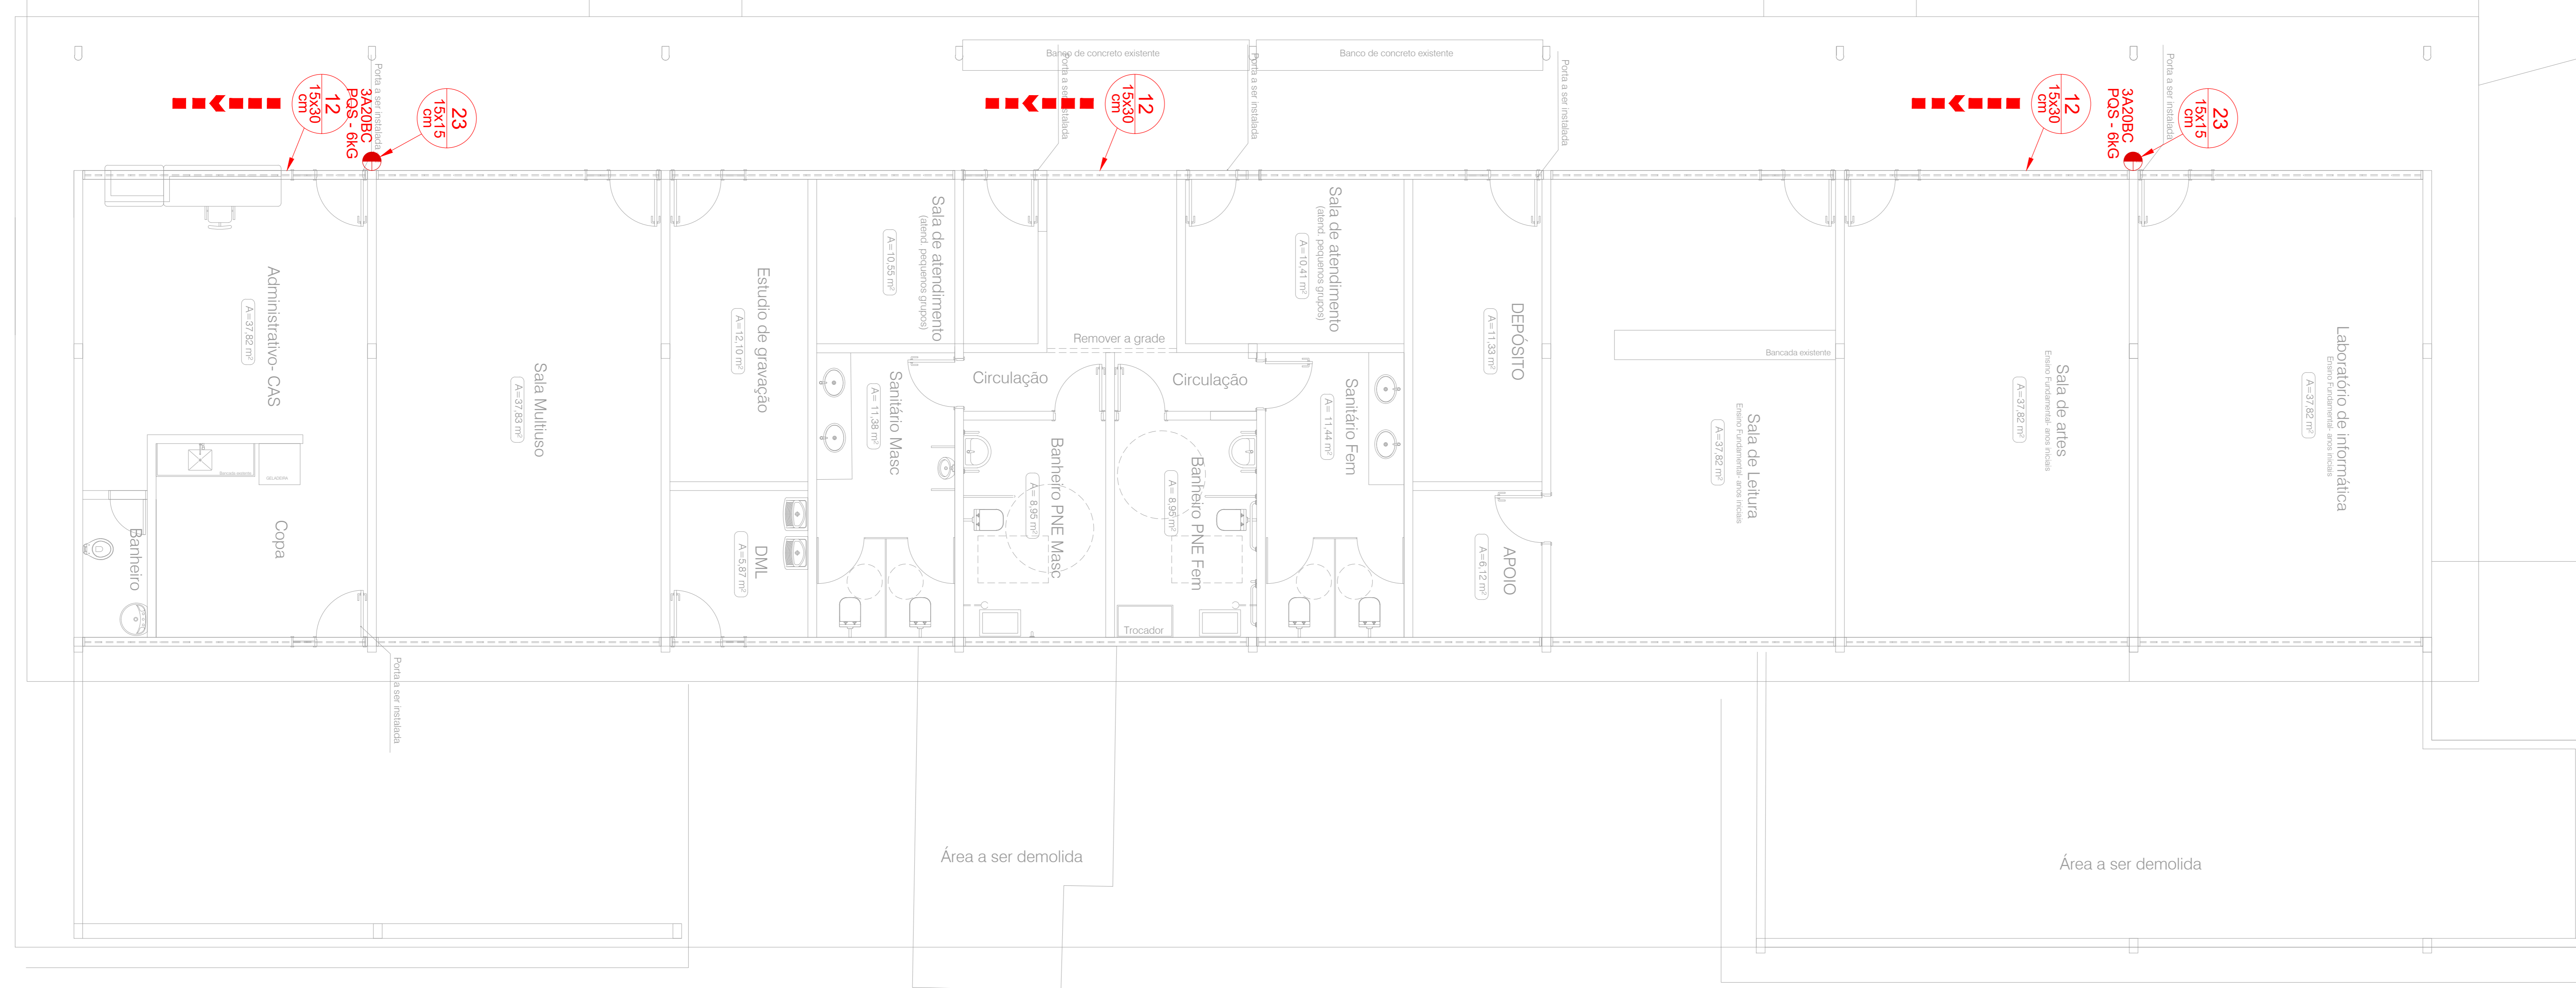 Banco de concreto existente
Banco de concreto existente
Porta a ser instalada
Porta a ser instalada
Porta a ser instalada
Porta a ser instalada
Porta a ser instalada
12
15x30
cm
3A20BC
PQS - 6kG
23
15x15
cm
12
15x30
cm
12
15x30
cm
3A20BC
PQS - 6kG
23
15x15
cm
Administrativo- CAS
A=37,82 m²
Sala Multiuso
A=37,83 m²
Estudio de gravação
A=12,10 m²
Sala de atendimento
(atend. pequenos grupos)
A=10,55 m²
Remover a grade
Sala de atendimento
(atend. pequenos grupos)
A=10,41 m²
DEPÓSITO
A=11,33 m²
Bancada existente
Sala de Leitura
Ensino Fundamental- anos iniciais
A=37,82 m²
Sala de artes
Ensino Fundamental- anos iniciais
A=37,82 m²
Laboratório de informática
Ensino Fundamental- anos iniciais
A=37,82 m²
Circulação
Circulação
Sanitário Masc
A= 11,38 m²
Sanitário Fem
A= 11,44 m²
Banheiro PNE Masc
A= 8,95 m²
Banheiro PNE Fem
A= 8,95 m²
Bancada existente
GELADEIRA
Copa
Banheiro
DML
A=5,87 m²
APOIO
A=6,12 m²
Trocador
Porta a ser instalada
Área a ser demolida
Área a ser demolida